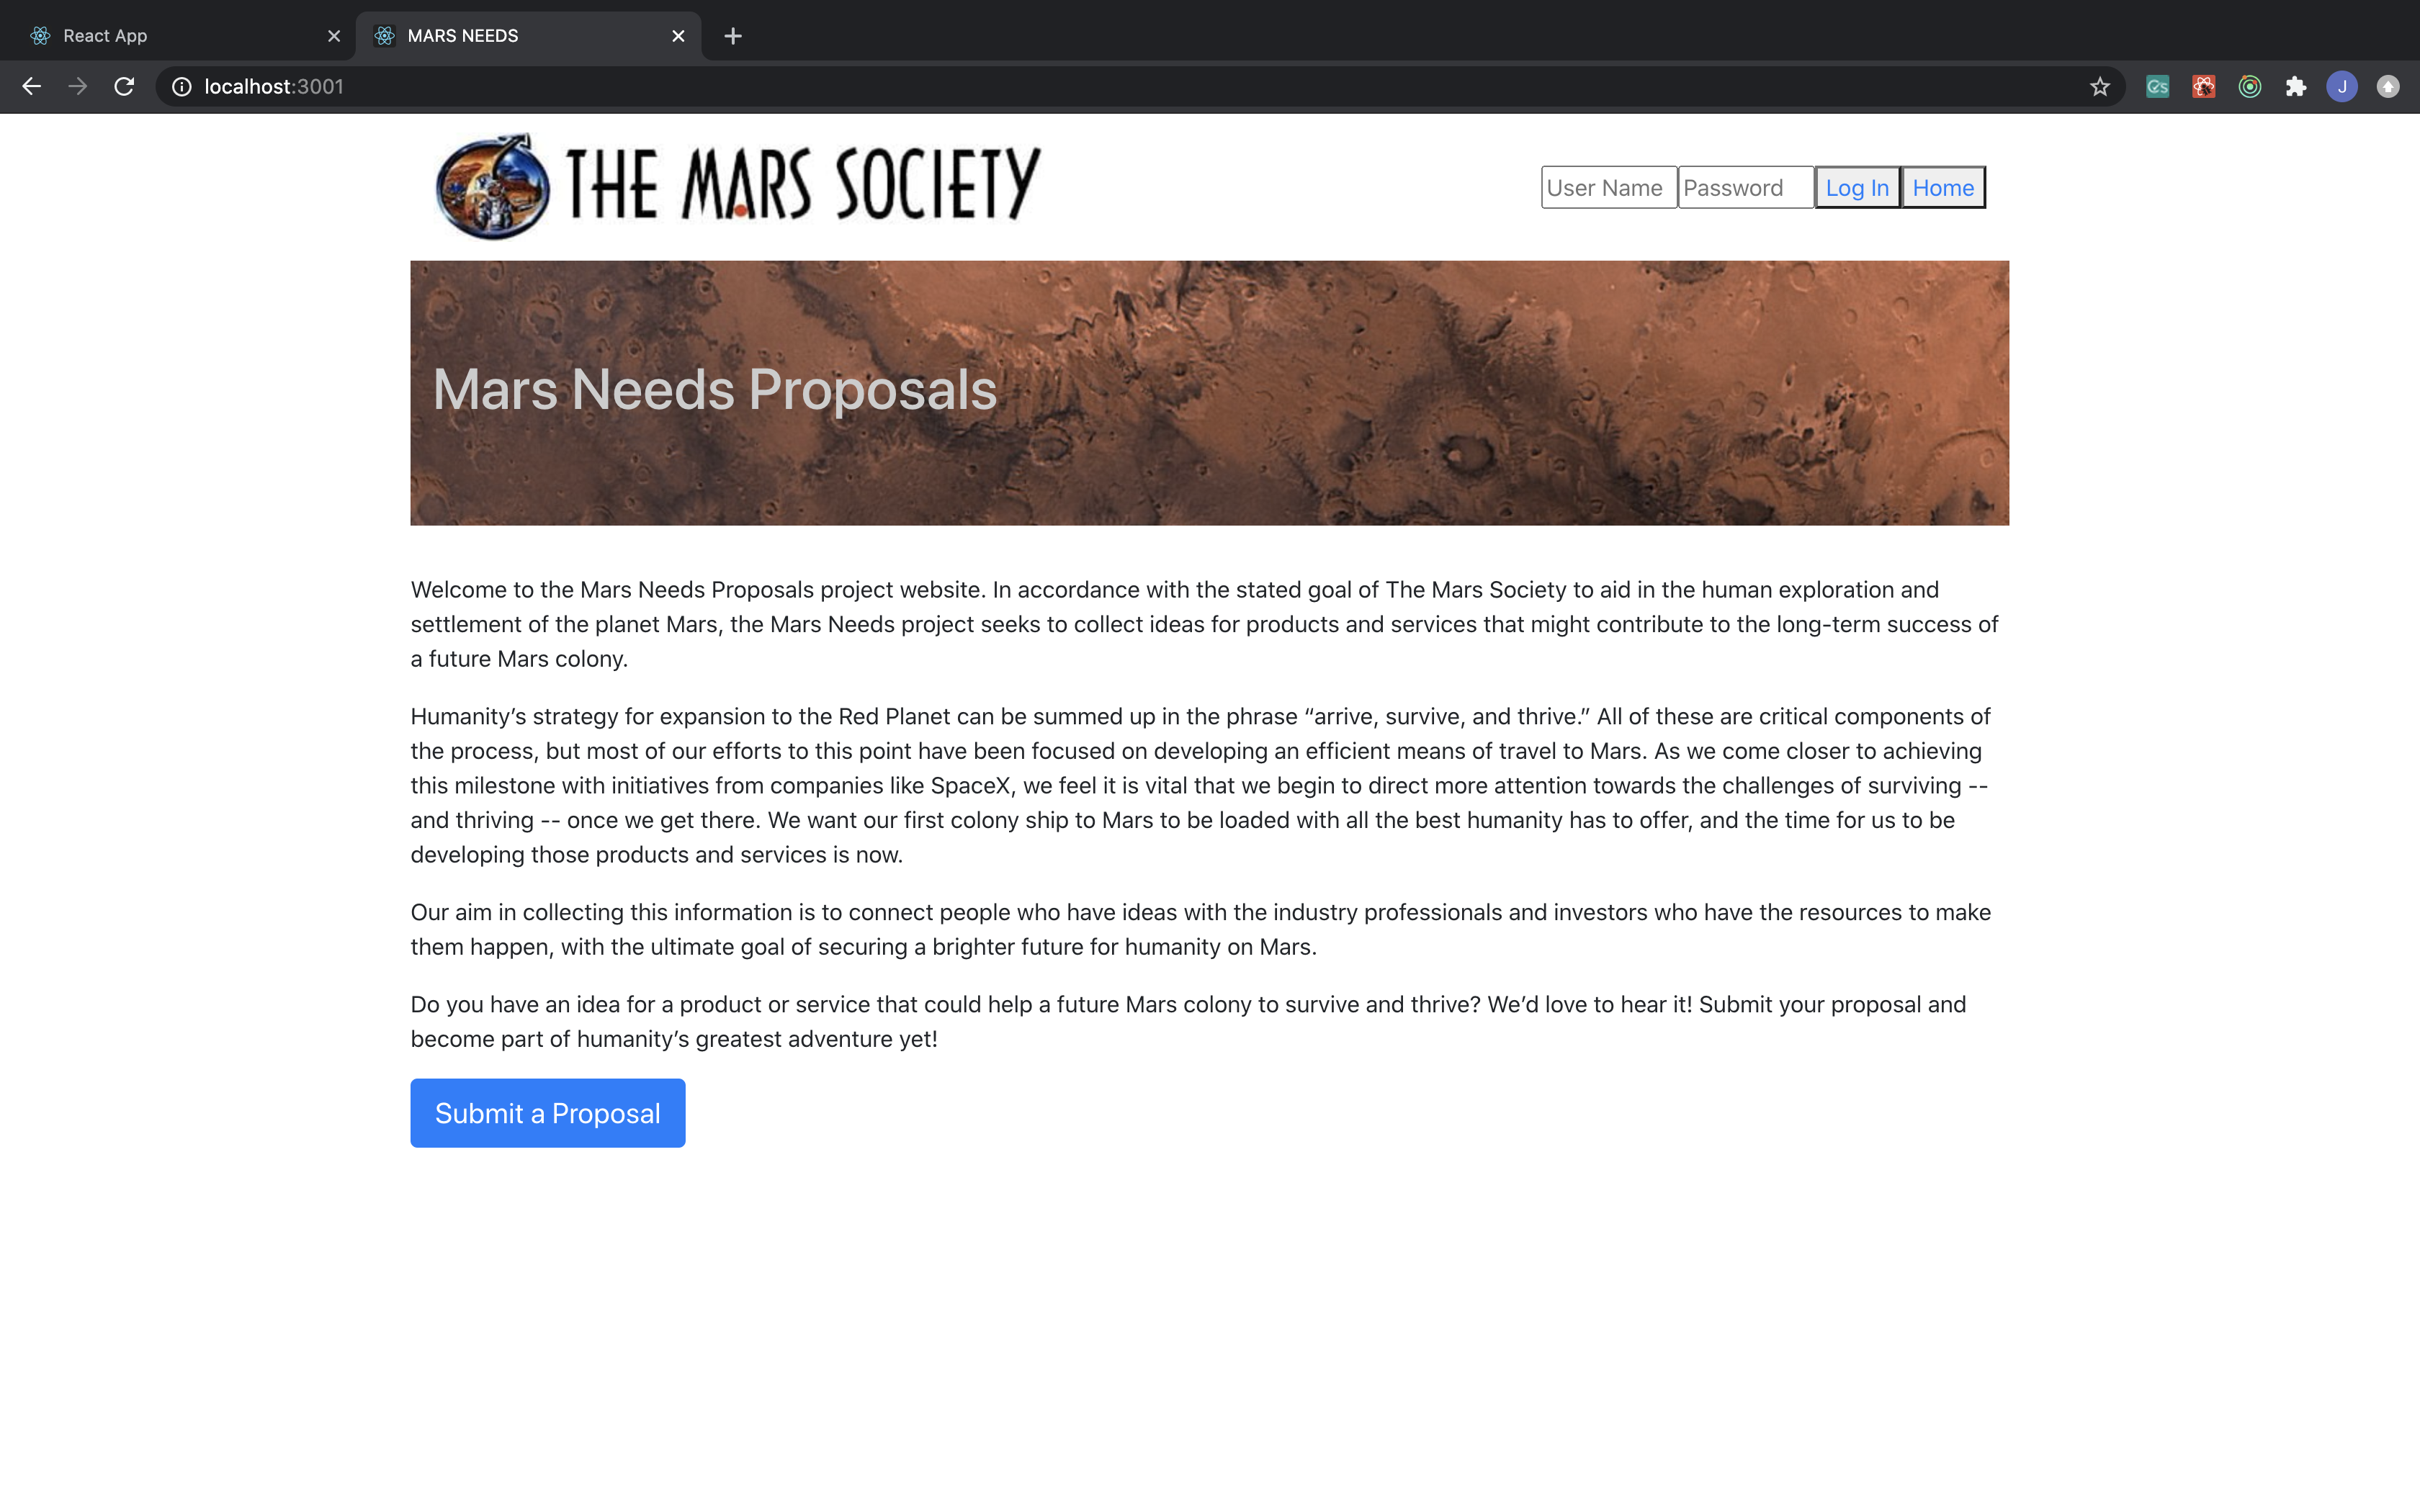 React App
MARS NEEDS
localhost:3001
Gs
J
THE MARS SOCIETY
User Name Password Log In Home
Mars Needs Proposals
Welcome to the Mars Needs Proposals project website. In accordance with the stated goal of The Mars Society to aid in the human exploration and
settlement of the planet Mars, the Mars Needs project seeks to collect ideas for products and services that might contribute to the long-term success of
a future Mars colony.
Humanity’s strategy for expansion to the Red Planet can be summed up in the phrase “arrive, survive, and thrive.” All of these are critical components of
the process, but most of our efforts to this point have been focused on developing an efficient means of travel to Mars. As we come closer to achieving
this milestone with initiatives from companies like SpaceX, we feel it is vital that we begin to direct more attention towards the challenges of surviving --
and thriving -- once we get there. We want our first colony ship to Mars to be loaded with all the best humanity has to offer, and the time for us to be
developing those products and services is now.
Our aim in collecting this information is to connect people who have ideas with the industry professionals and investors who have the resources to make
them happen, with the ultimate goal of securing a brighter future for humanity on Mars.
Do you have an idea for a product or service that could help a future Mars colony to survive and thrive? We’d love to hear it! Submit your proposal and
become part of humanity’s greatest adventure yet!
Submit a Proposal